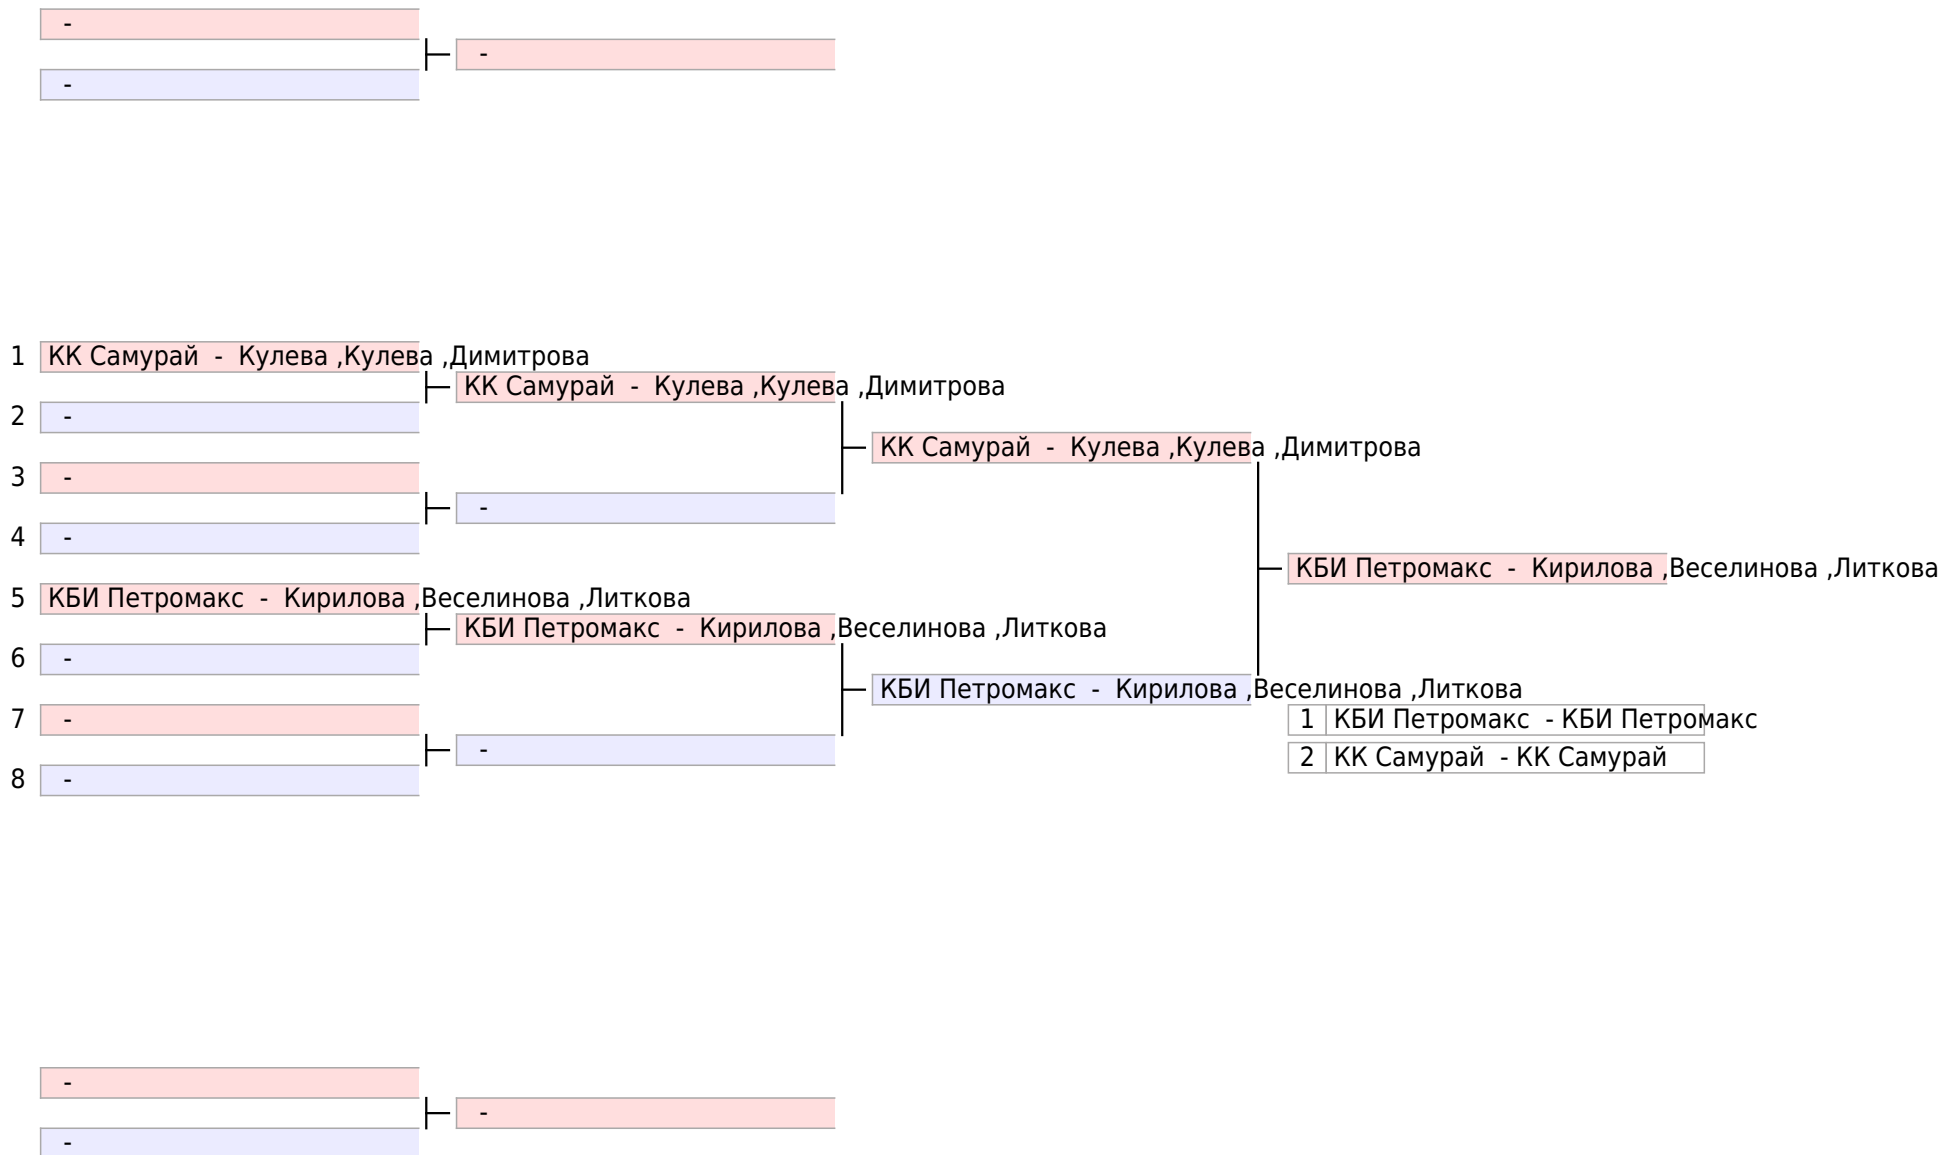 -
-
-
1 КК Самурай - Кулева ,Кулева ,Димитрова
КК Самурай - Кулева ,Кулева ,Димитрова
2 -
КК Самурай - Кулева ,Кулева ,Димитрова
3 -
-
4 -
КБИ Петромакс - Кирилова ,Веселинова ,Литкова
5 КБИ Петромакс - Кирилова ,Веселинова ,Литкова
КБИ Петромакс - Кирилова ,Веселинова ,Литкова
6 -
КБИ Петромакс - Кирилова ,Веселинова ,Литкова
7 -
1 КБИ Петромакс - КБИ Петромакс
-
2 КК Самурай - КК Самурай
8 -
-
-
-